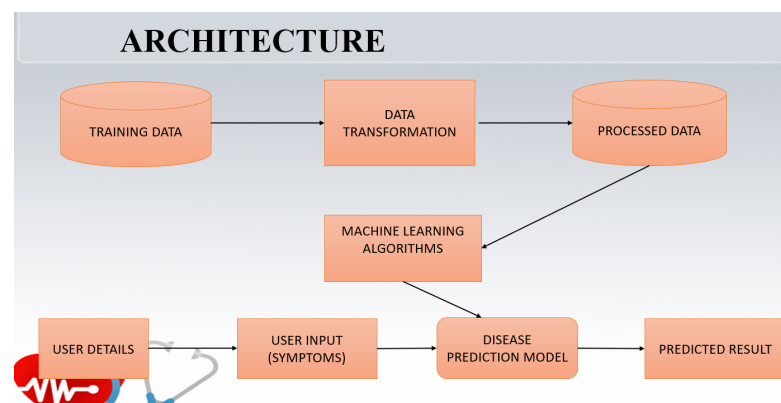 ARCHITECTURE
TRAINING DATA
DATA
TRANSFORMATION
PROCESSED DATA
MACHINE LEARNING
ALGORITHMS
USER DETAILS
USER INPUT
(SYMPTOMS)
DISEASE
PREDICTION MODEL
PREDICTED RESULT